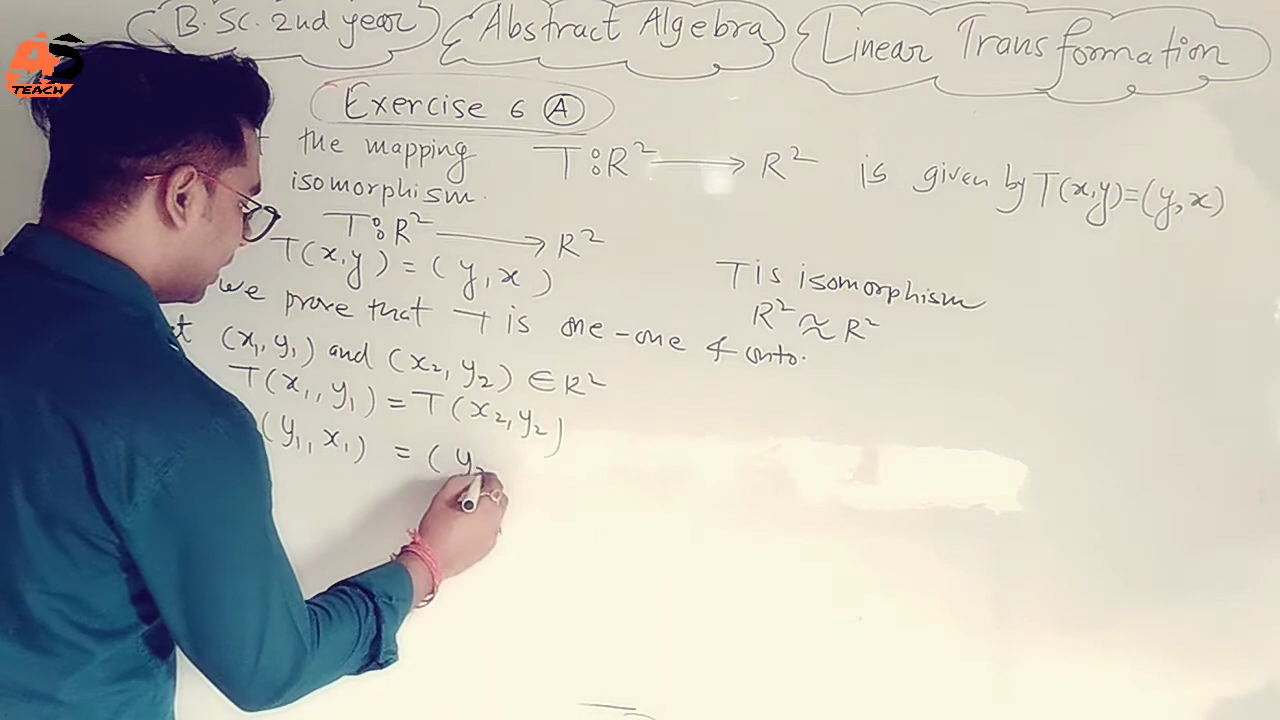 AS
TEACH
B.Sc. 2nd year
Abstract Algebra
Linear Transformation
Exercise 6 A
the mapping T:R² → R² is given by T(x,y)=(y,x)
isomorphism.
T:R² → R²
T(x,y) = (y,x)
we prove that T is one-one & onto.
T is isomorphism
R² ≈ R²
(x₁,y₁) and (x₂,y₂) ∈ R²
T(x₁,y₁) = T(x₂,y₂)
(y₁,x₁) = (y₂